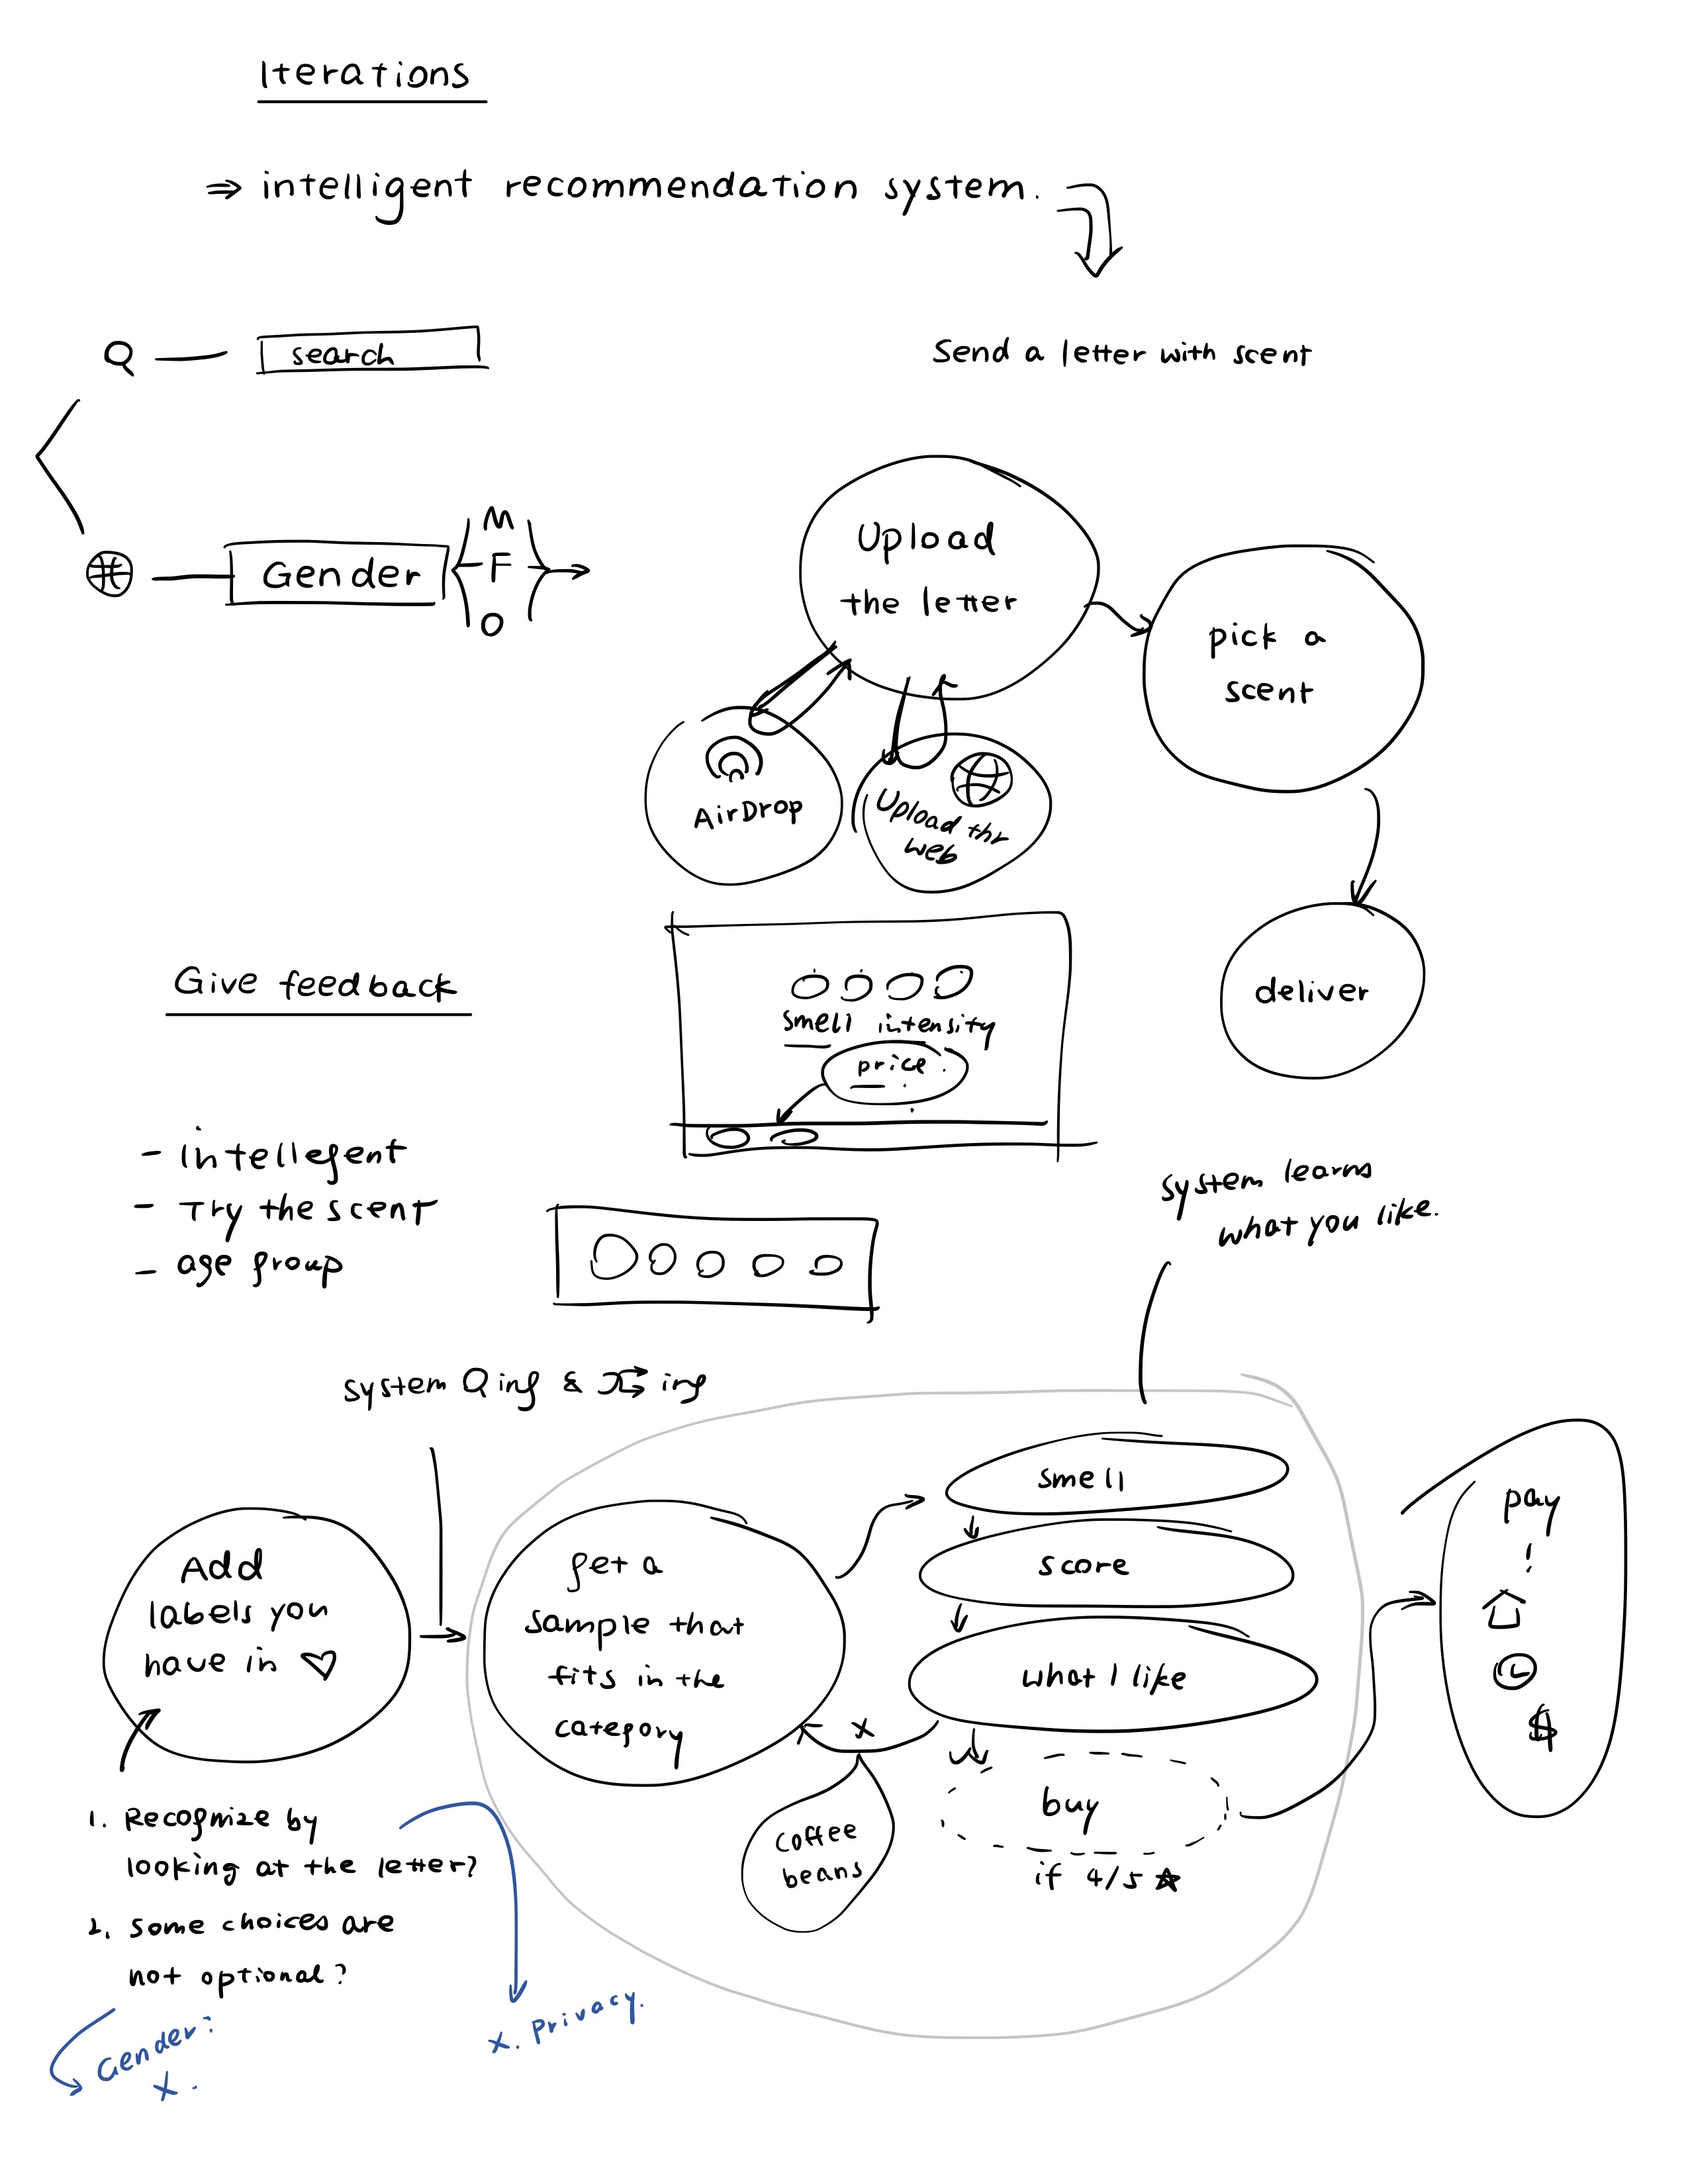 Iterations
⇒ intelligent recommendation system.
Q
search
Send a letter with scent
Gender
M
F
O
Upload
the letter
pick a
scent
AirDrop
Upload thr
web
deliver
Give feedback
smell intensity
price
- intellegent
- Try the scent
- age group
system learns
what you like.
system Qing & ing
Add
labels you
have in ♡
get a
sample that
fits in the
category
smell
score
what I like
x
coffee
beans
buy
if 4/5 ☆
pay
!
$
1. Recognize by
looking at the letter?
2. some choices are
not optional?
Gender?
x.
x. privacy.